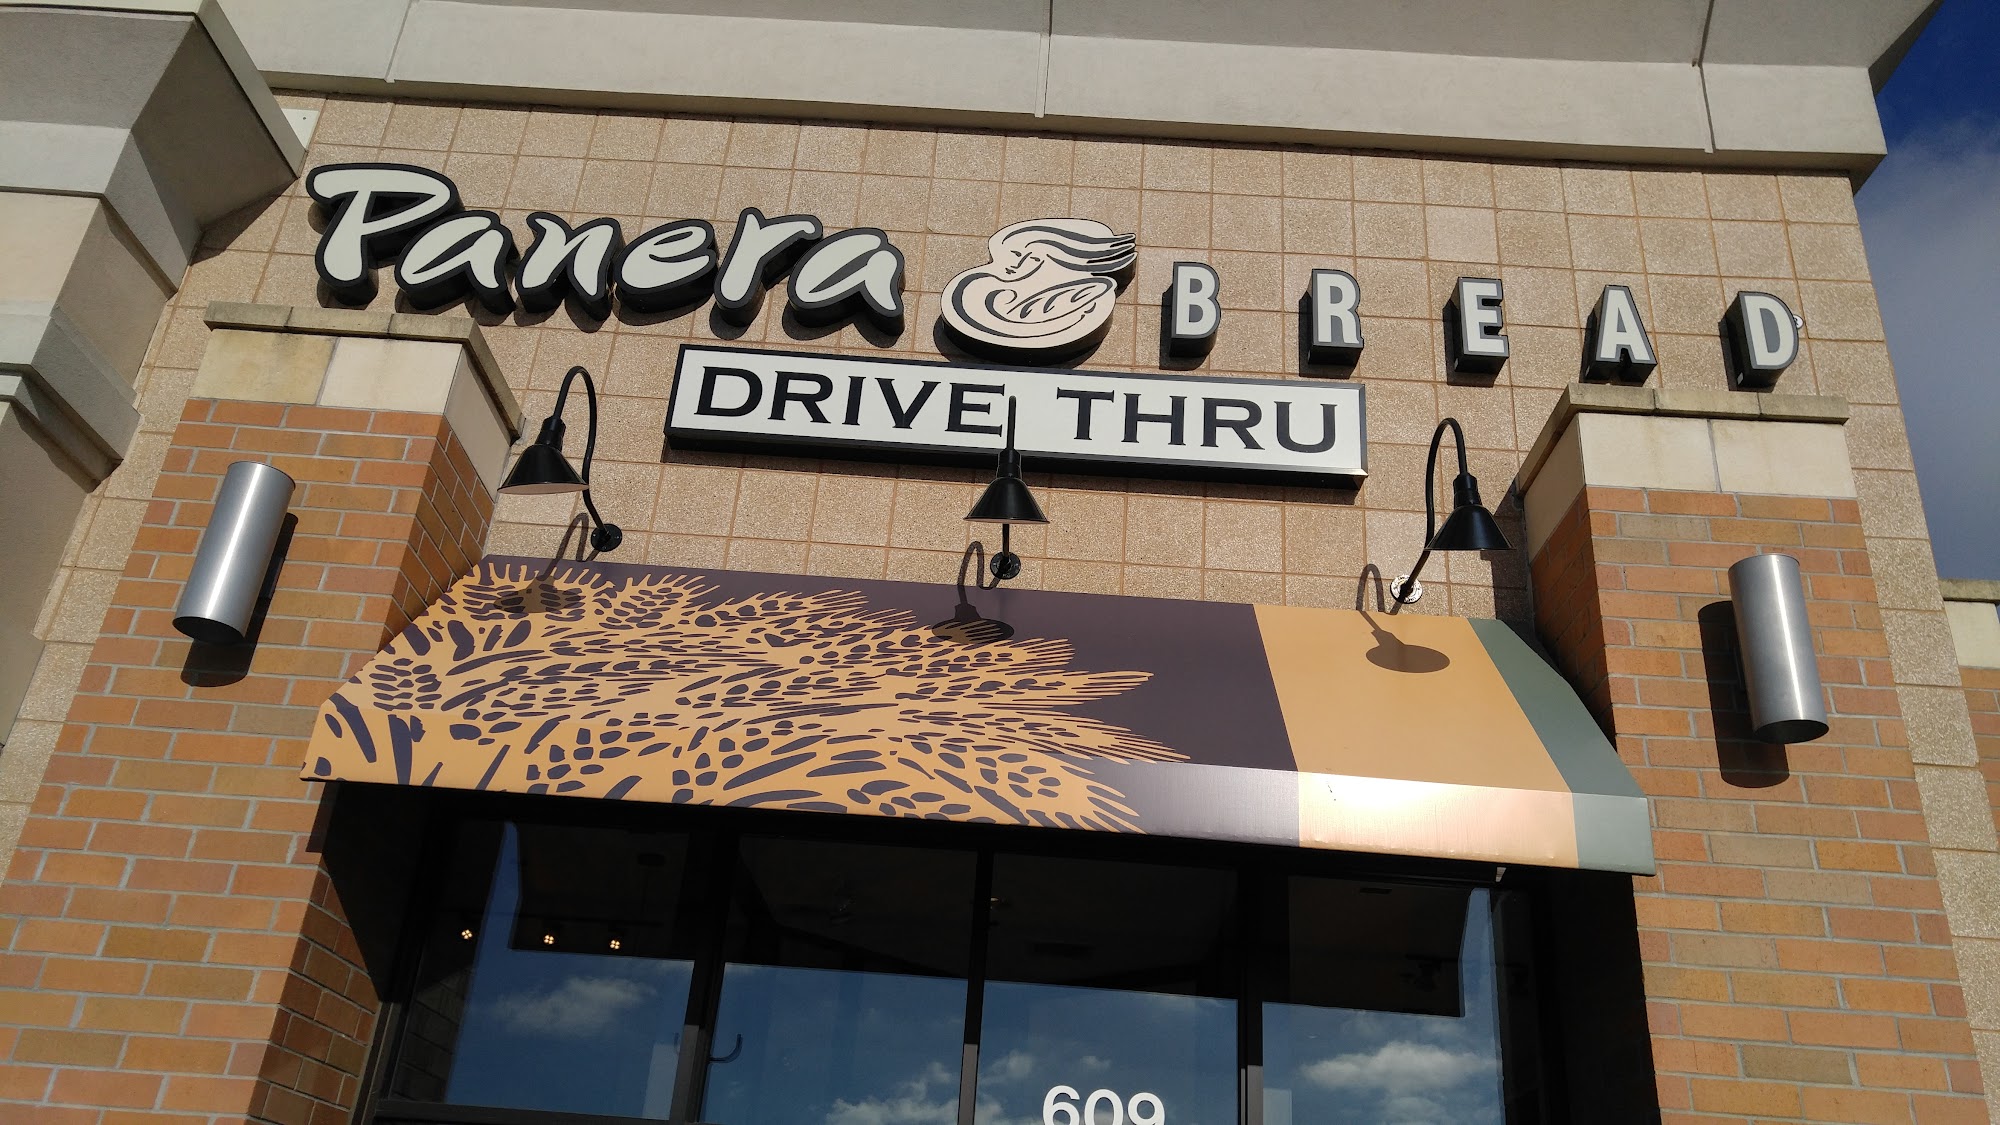 Panera BREAD
DRIVE THRU
609